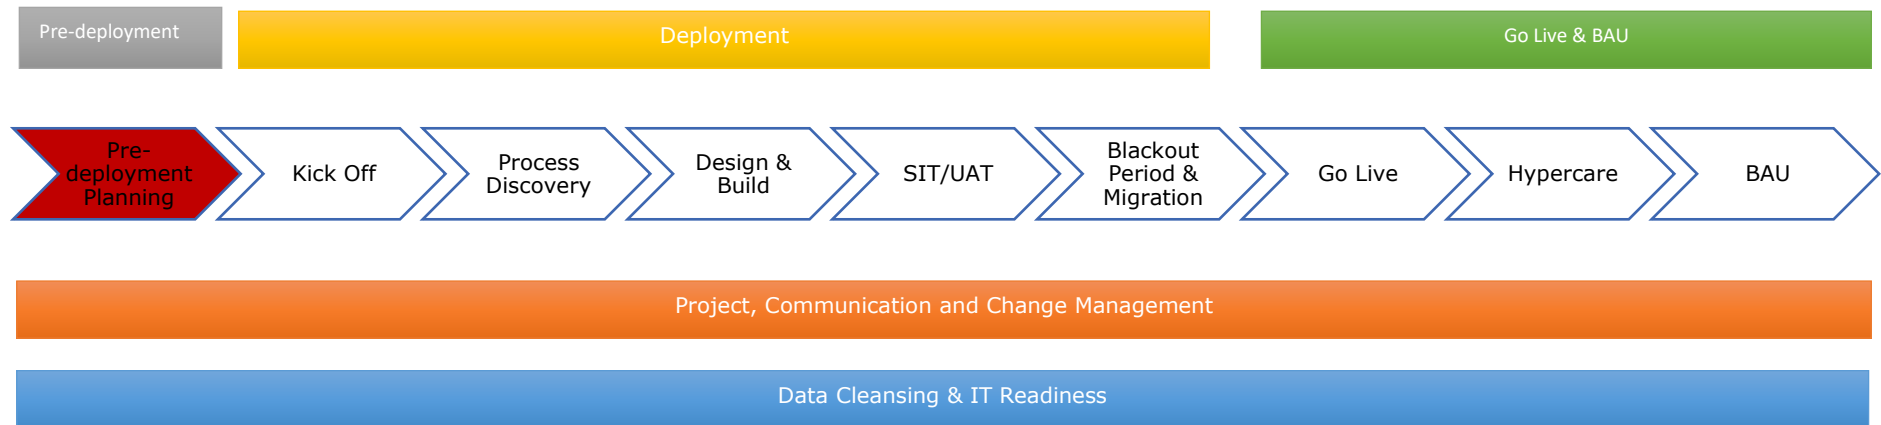 Pre-deployment
Deployment
Go Live & BAU
Pre-
deployment
Planning
Kick Off
Process
Discovery
Design &
Build
SIT/UAT
Blackout
Period &
Migration
Go Live
Hypercare
BAU
Project, Communication and Change Management
Data Cleansing & IT Readiness